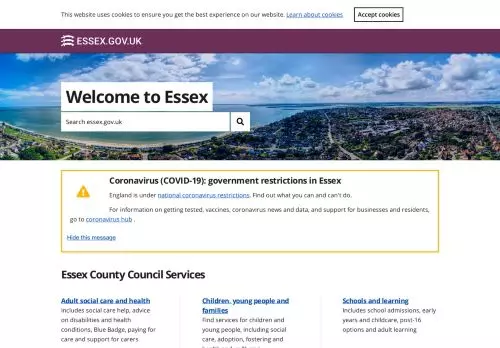 This website uses cookies to ensure you get the best experience on our website. Learn about cookies
Accept cookies
ESSEX.GOV.UK
Welcome to Essex
Search essex.gov.uk
Coronavirus (COVID-19): government restrictions in Essex
England is under national coronavirus restrictions. Find out what you can and can't do.
For information on getting tested, vaccines, coronavirus news and data, and support for businesses and residents,
go to coronavirus hub .
Hide this message
Essex County Council Services
Adult social care and health
Includes social care help, advice
on disabilities and health
conditions, Blue Badge, paying for
care and support for carers
Children, young people and
families
Find services for children and
young people, including social
care, adoption, fostering and
Schools and learning
Includes school admissions, early
years and childcare, post-16
options and adult learning